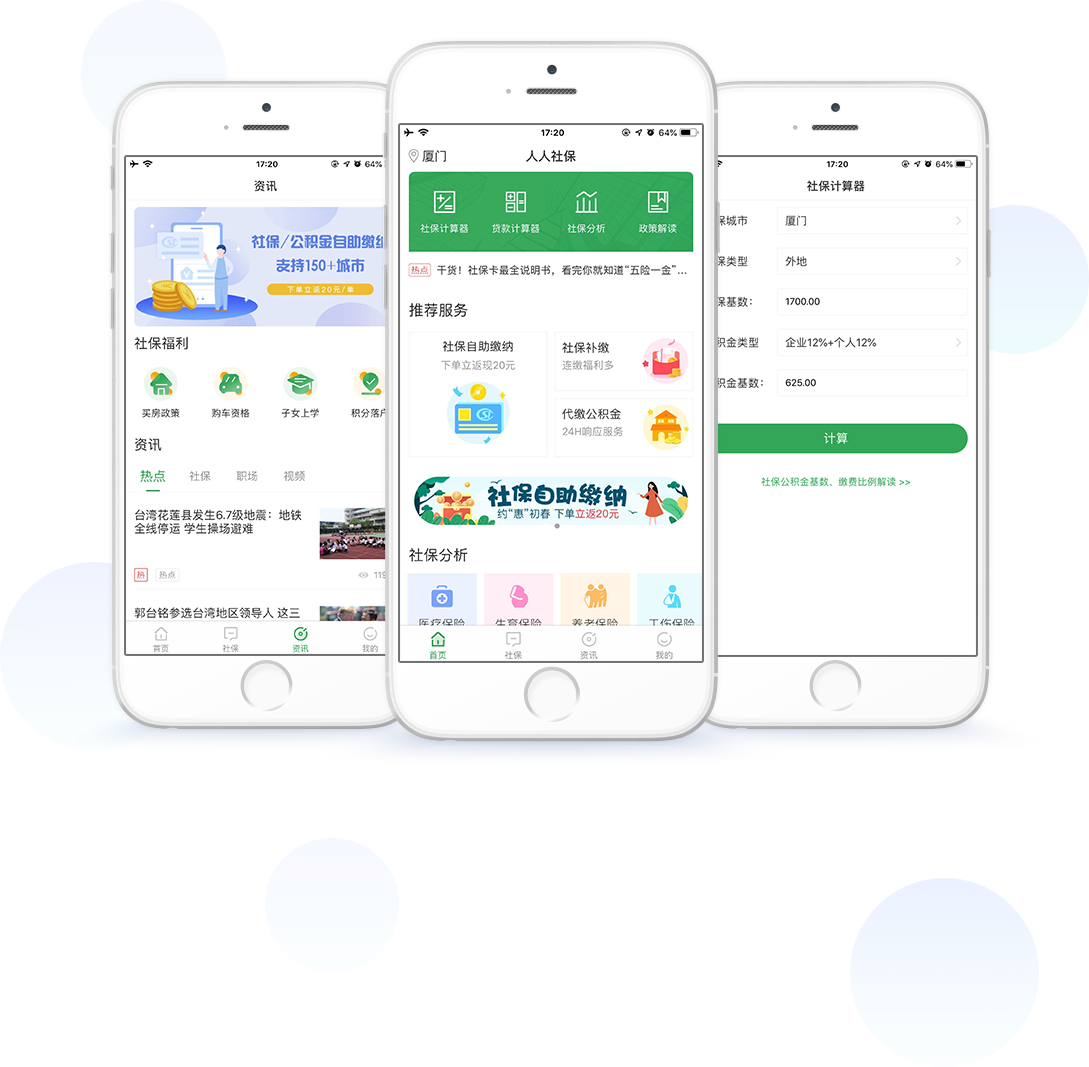 17:20
64%
资讯
社保/公积金自助缴纳
支持150+城市
下单立返20元/单
社保福利
买房政策
购车资格
子女上学
积分落户
资讯
热点
社保
职场
视频
台湾花莲县发生6.7级地震：地铁
全线停运 学生操场避难
热
热点
119
郭台铭参选台湾地区领导人 这三
首页
社保
资讯
我的
17:20
64%
厦门
人人社保
社保计算器
贷款计算器
社保分析
政策解读
热点
干货！社保卡最全说明书，看完你就知道“五险一金”...
推荐服务
社保自助缴纳
下单立返现20元
社保补缴
连缴福利多
代缴公积金
24H响应服务
社保自助缴纳
约“惠”初春 下单立返20元
社保分析
医疗保险
生育保险
养老保险
工伤保险
首页
社保
资讯
我的
17:20
64%
社保计算器
保城市
厦门
保类型
外地
保基数：
1700.00
积金类型
企业12%+个人12%
积金基数：
625.00
计算
社保公积金基数、缴费比例解读 >>